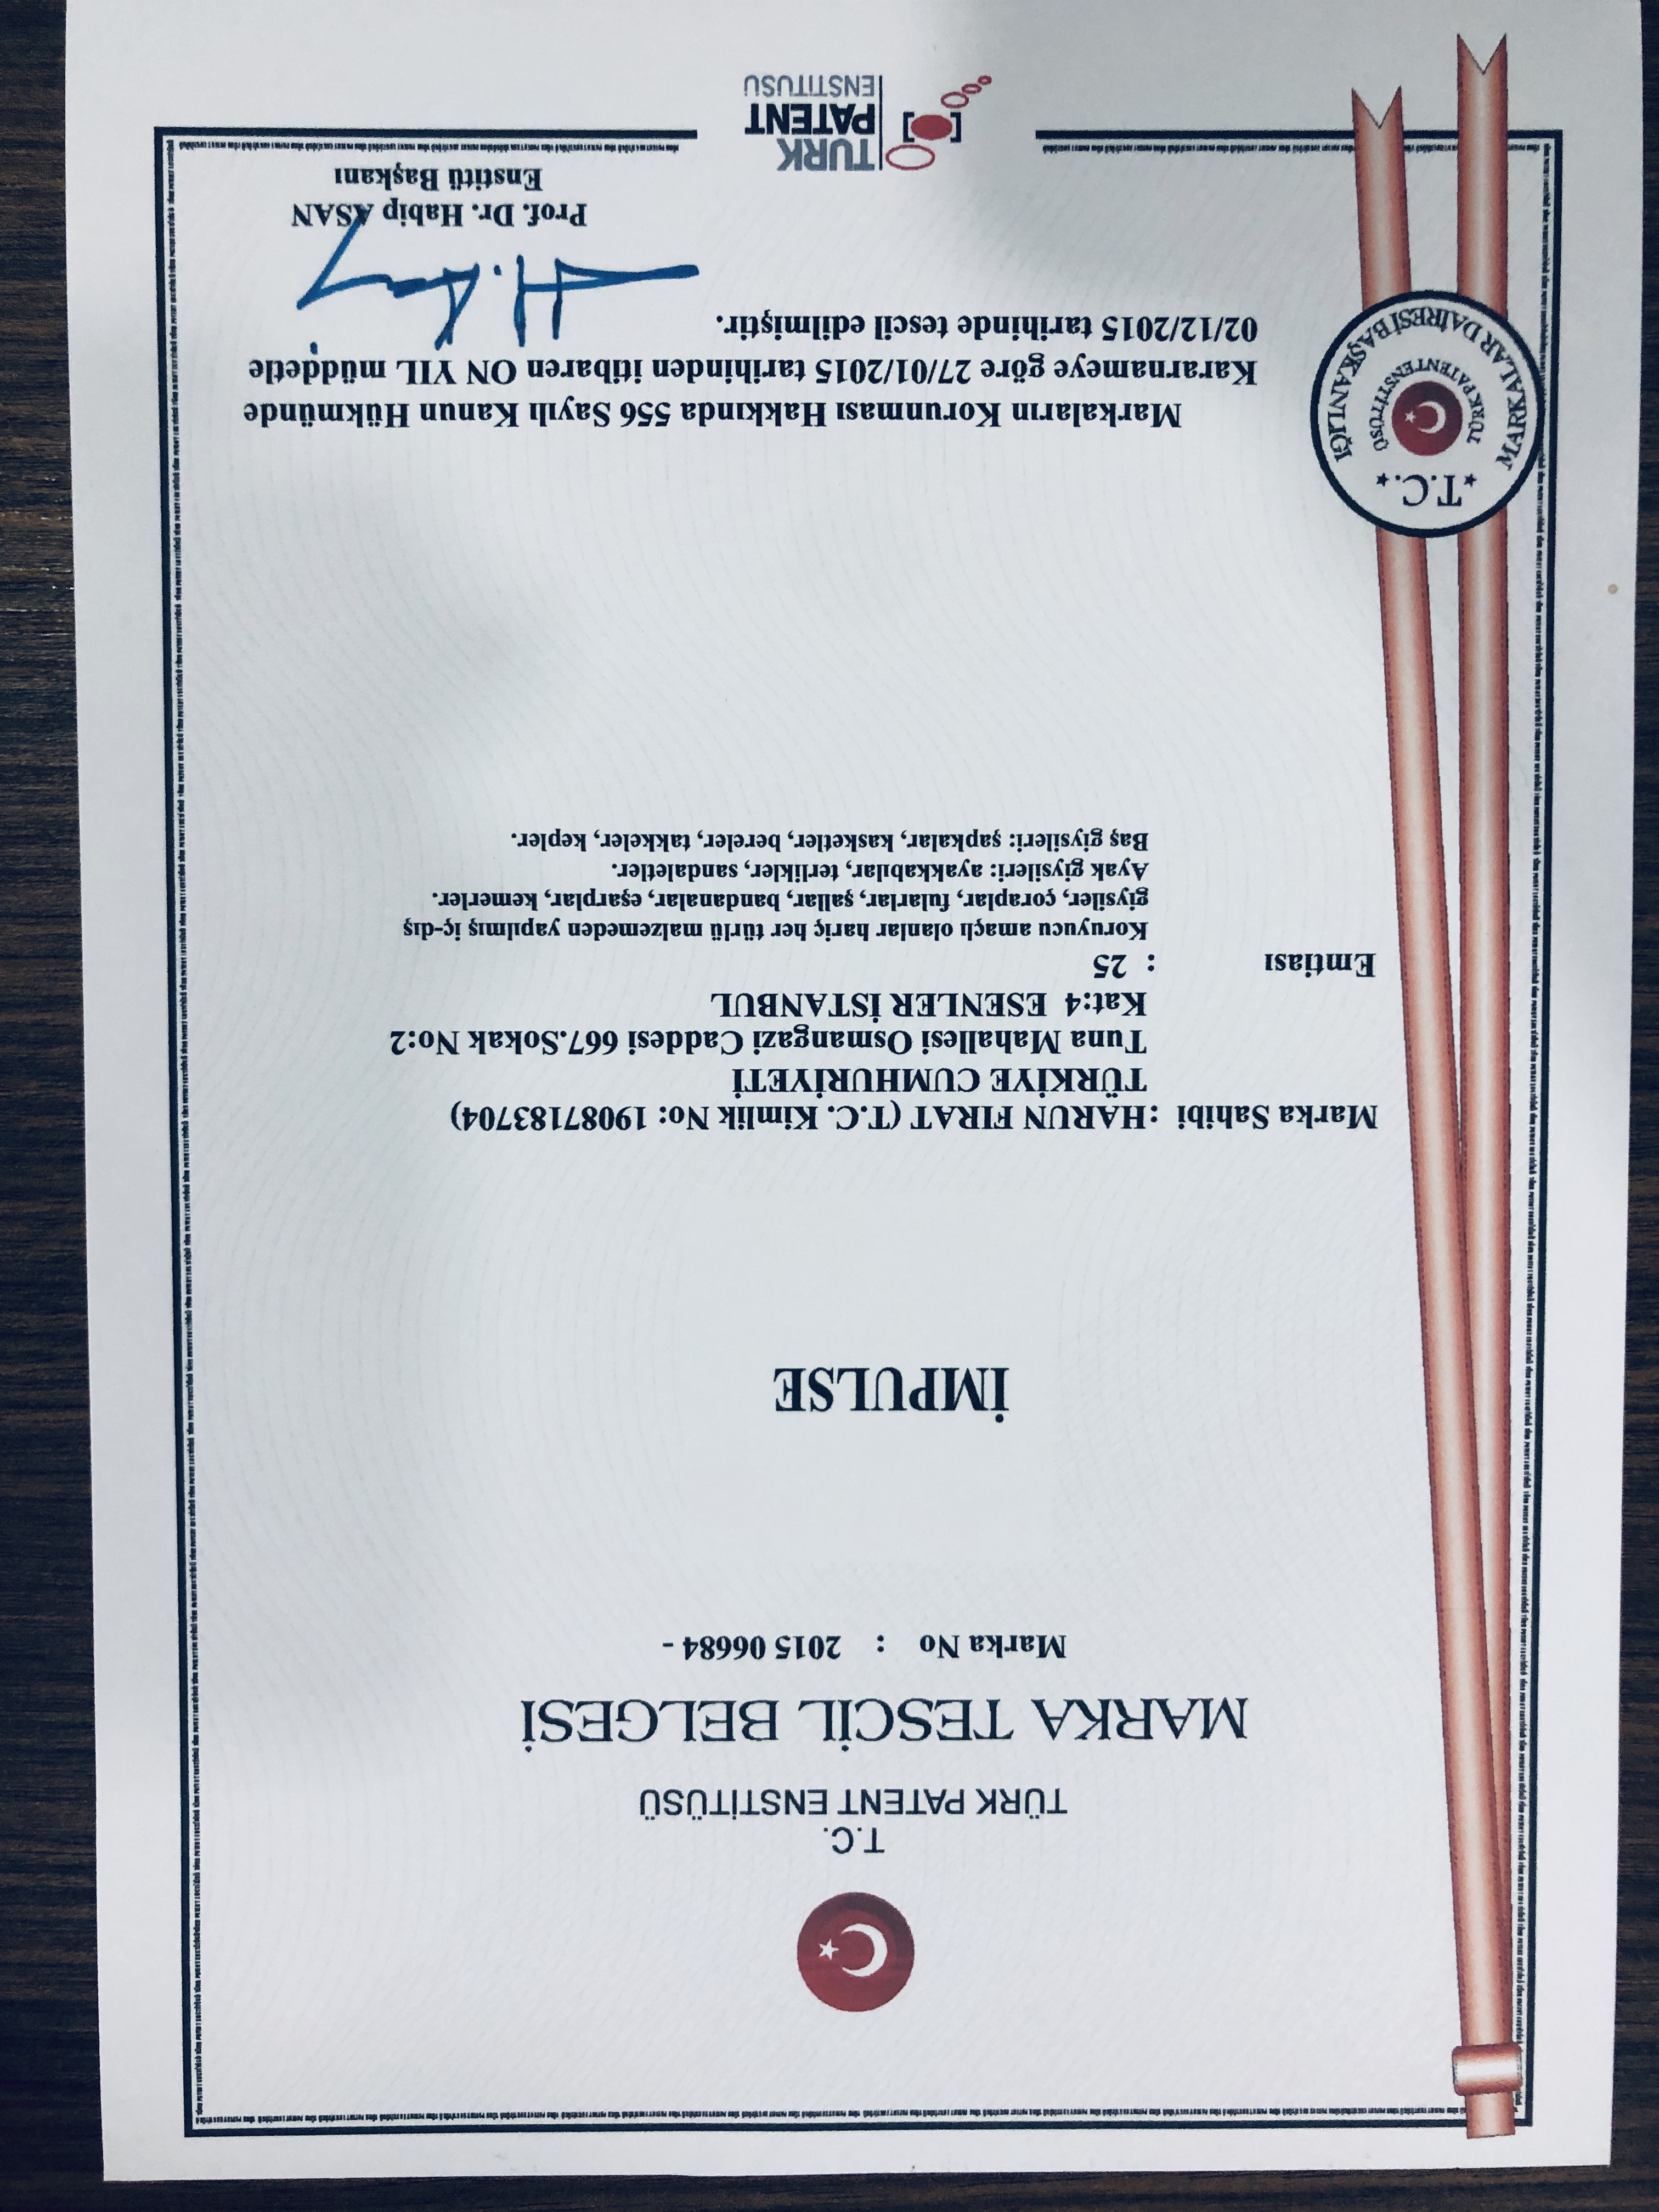 T.C.
TÜRK PATENT ENSTİTÜSÜ
MARKA TESCİL BELGESİ
Marka No : 2015 06684 -
İMPULSE
Marka Sahibi : HARUN FIRAT (T.C. Kimlik No: 19087183704)
TÜRKİYE CUMHURİYETİ
Tuna Mahallesi Osmangazi Caddesi 667.Sokak No:2
Kat:4 ESENLER İSTANBUL
Emtiası : 25
Koruyucu amaçlı olanlar hariç her türlü malzemeden yapılmış iç-dış
giysiler, çoraplar, fularlar, şallar, bandanalar, eşarplar, kemerler.
Ayak giysileri: ayakkabılar, terlikler, sandaletler.
Baş giysileri: şapkalar, kasketler, bereler, takkeler, kepler.
Markaların Korunması Hakkında 556 Sayılı Kanun Hükmünde
Kararnameye göre 27/01/2015 tarihinden itibaren ON YIL müddetle
02/12/2015 tarihinde tescil edilmiştir.
T.C.
MARKALAR DAİRESİ BAŞKANLIĞI
TÜRK PATENT ENSTİTÜSÜ
Prof. Dr. Habip ASAN
Enstitü Başkanı
TURK
PATENT
ENSTITUSU